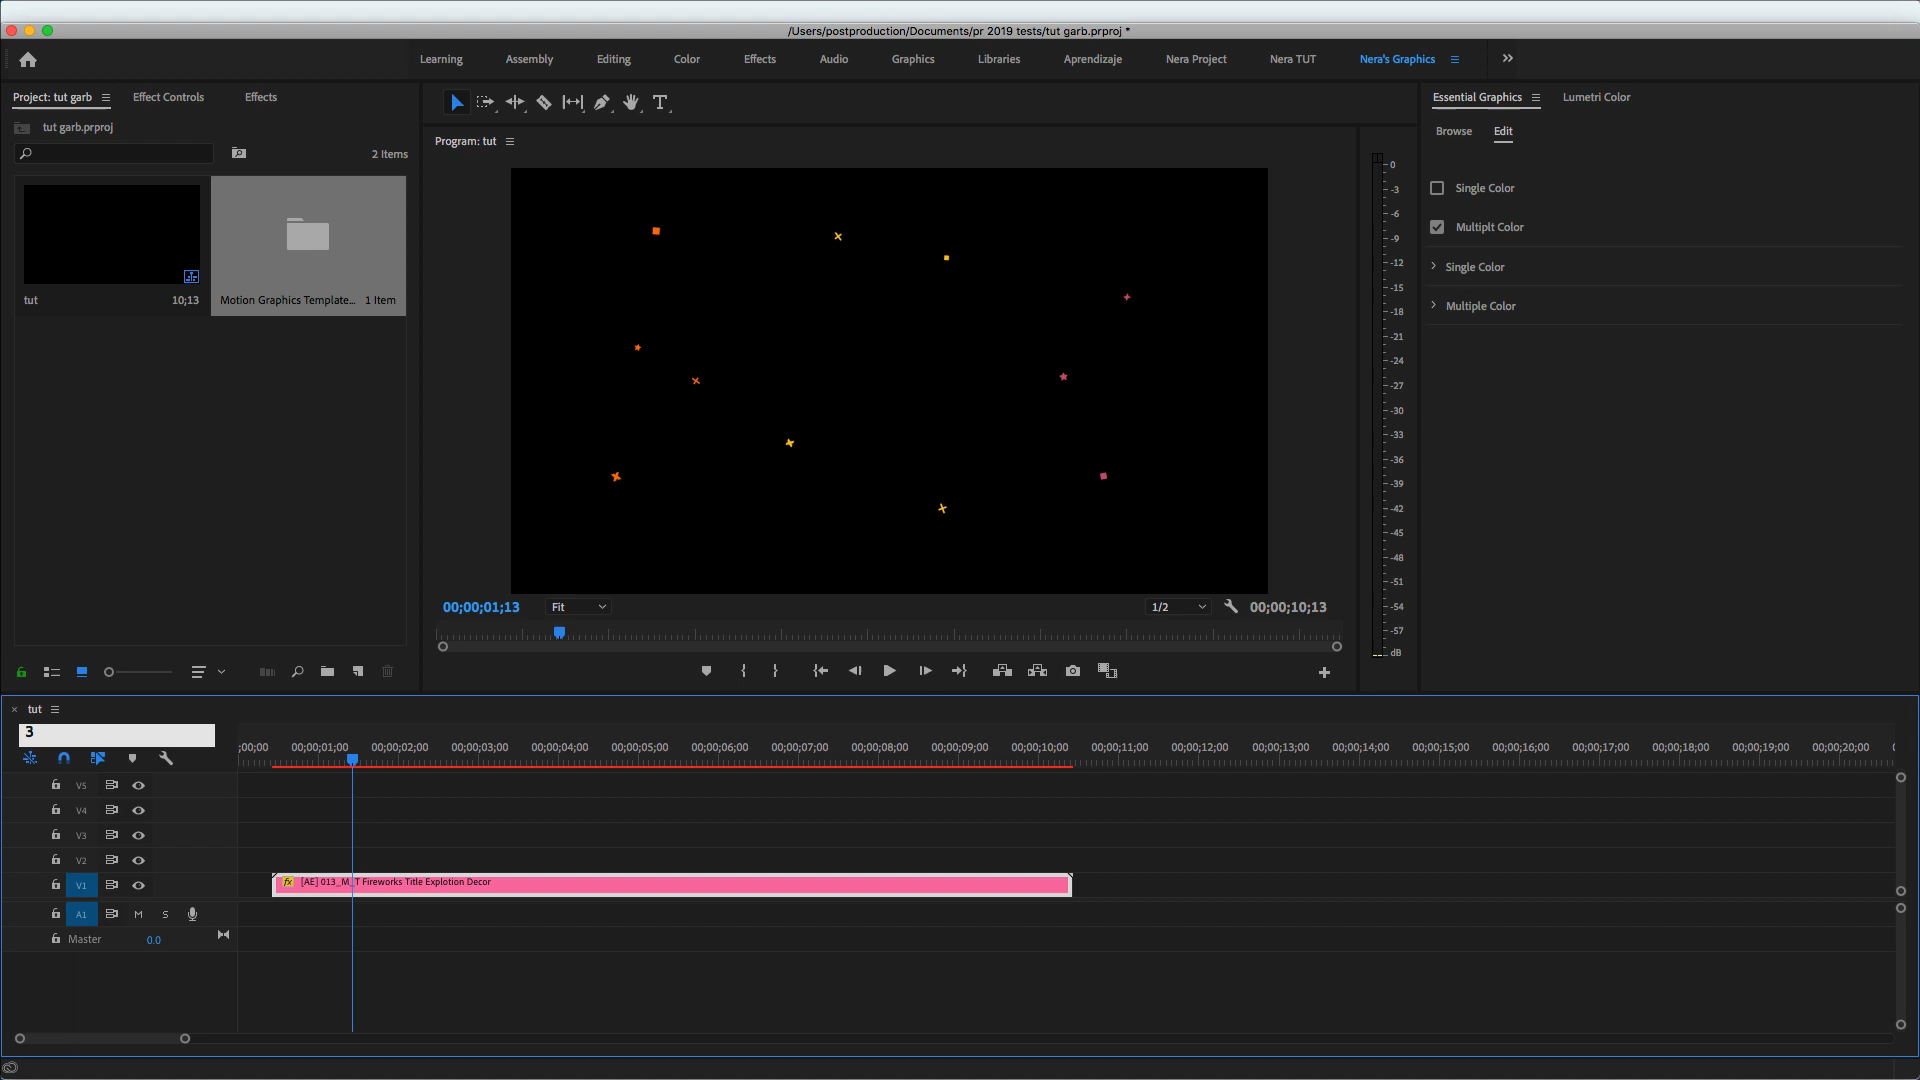 /Users/postproduction/Documents/pr 2019 tests/tut garb.prproj *
Learning Assembly Editing Color Effects Audio Graphics Libraries Aprendizaje Nera Project Nera TUT Nera's Graphics
Project: tut garb Effect Controls Effects
tut garb.prproj
2 Items
tut 10;13
Motion Graphics Template... 1 Item
Program: tut
00;00;01;13 Fit 1/2 00;00;10;13
0
-3
-6
-9
-12
-15
-18
-21
-24
-27
-30
-33
-36
-39
-42
-45
-48
-51
-54
-57
dB
Essential Graphics Lumetri Color
Browse Edit
Single Color
Multiplt Color
Single Color
Multiple Color
tut
3
;00;00 00;00;01;00 00;00;02;00 00;00;03;00 00;00;04;00 00;00;05;00 00;00;06;00 00;00;07;00 00;00;08;00 00;00;09;00 00;00;10;00 00;00;11;00 00;00;12;00 00;00;13;00 00;00;14;00 00;00;15;00 00;00;16;00 00;00;17;00 00;00;18;00 00;00;19;00 00;00;20;00
V5
V4
V3
V2
V1 fx [AE] 013_M_T Fireworks Title Explotion Decor
A1 M S
Master 0.0